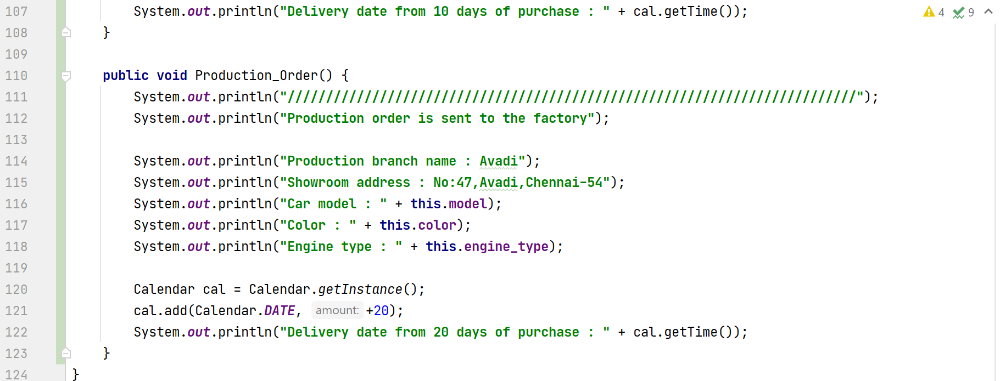 107 System.out.println("Delivery date from 10 days of purchase : " + cal.getTime()); 4 9
108 }
109
110 public void Production_Order() {
111 System.out.println("//////////////////////////////////////////////////////////////////////////");
112 System.out.println("Production order is sent to the factory");
113
114 System.out.println("Production branch name : Avadi");
115 System.out.println("Showroom address : No:47,Avadi,Chennai-54");
116 System.out.println("Car model : " + this.model);
117 System.out.println("Color : " + this.color);
118 System.out.println("Engine type : " + this.engine_type);
119
120 Calendar cal = Calendar.getInstance();
121 cal.add(Calendar.DATE, amount: +20);
122 System.out.println("Delivery date from 20 days of purchase : " + cal.getTime());
123 }
124 }